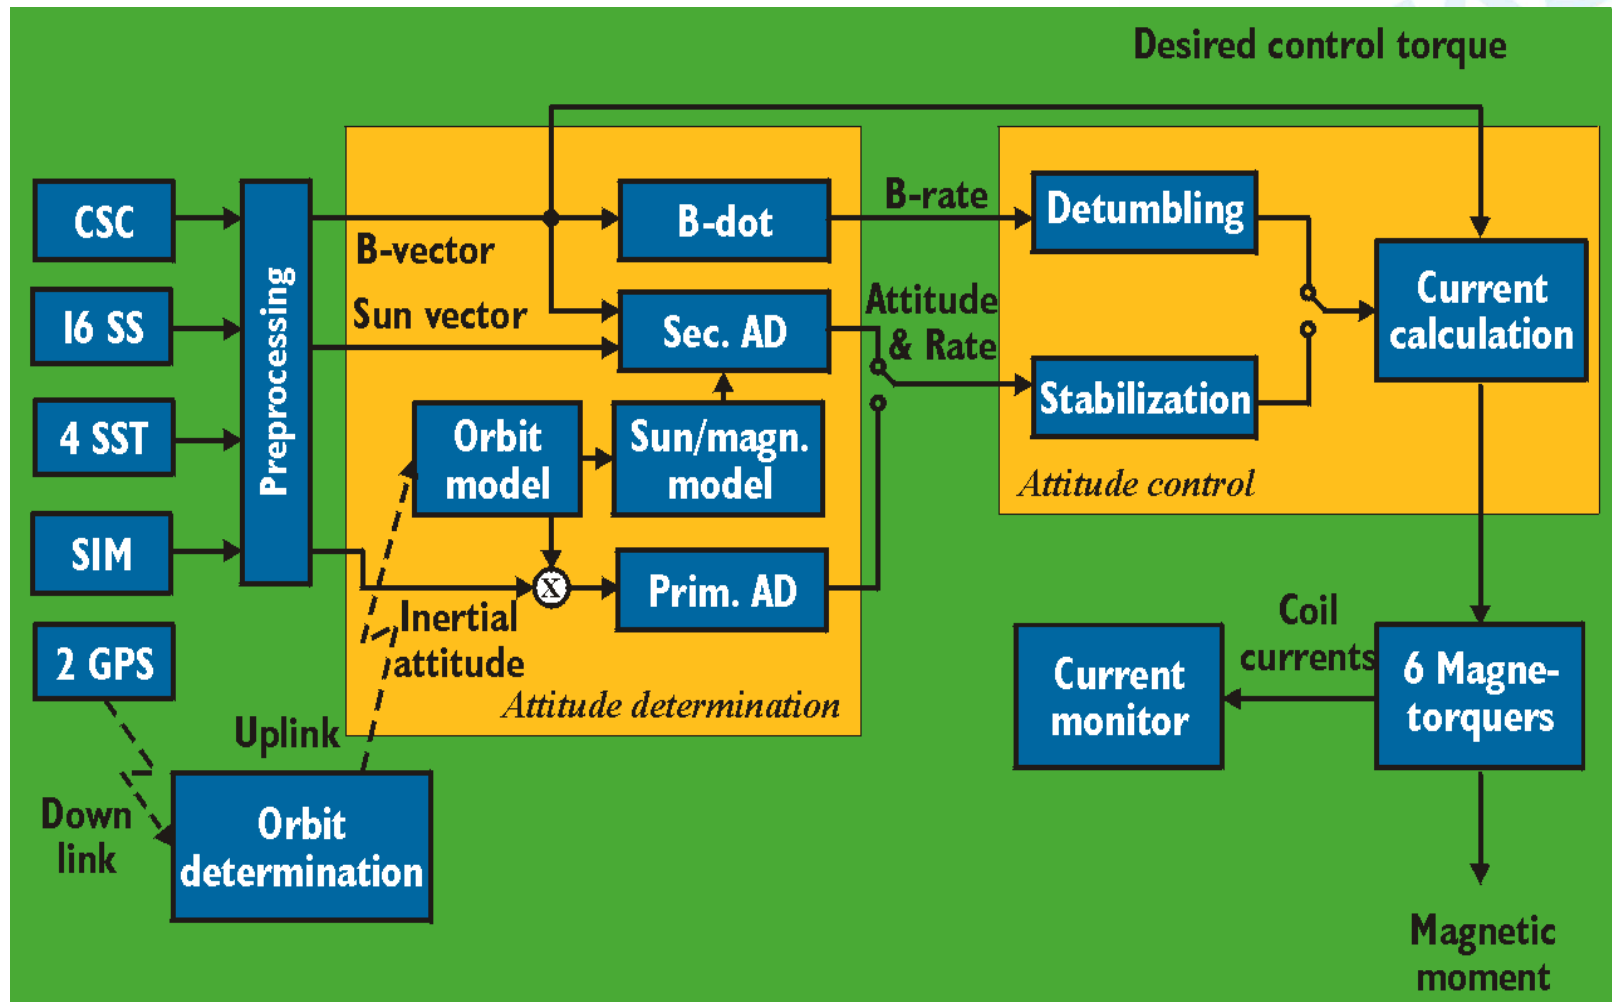 Desired control torque
CSC
16 SS
4 SST
SIM
2 GPS
Preprocessing
B-vector
Sun vector
B-dot
Sec. AD
Orbit
model
Sun/magn.
model
X
Prim. AD
Inertial
attitude
Attitude determination
Uplink
Down
link
Orbit
determination
B-rate
Attitude
& Rate
Detumbling
Stabilization
Attitude control
Current
calculation
Coil
currents
Current
monitor
6 Magne-
torquers
Magnetic
moment